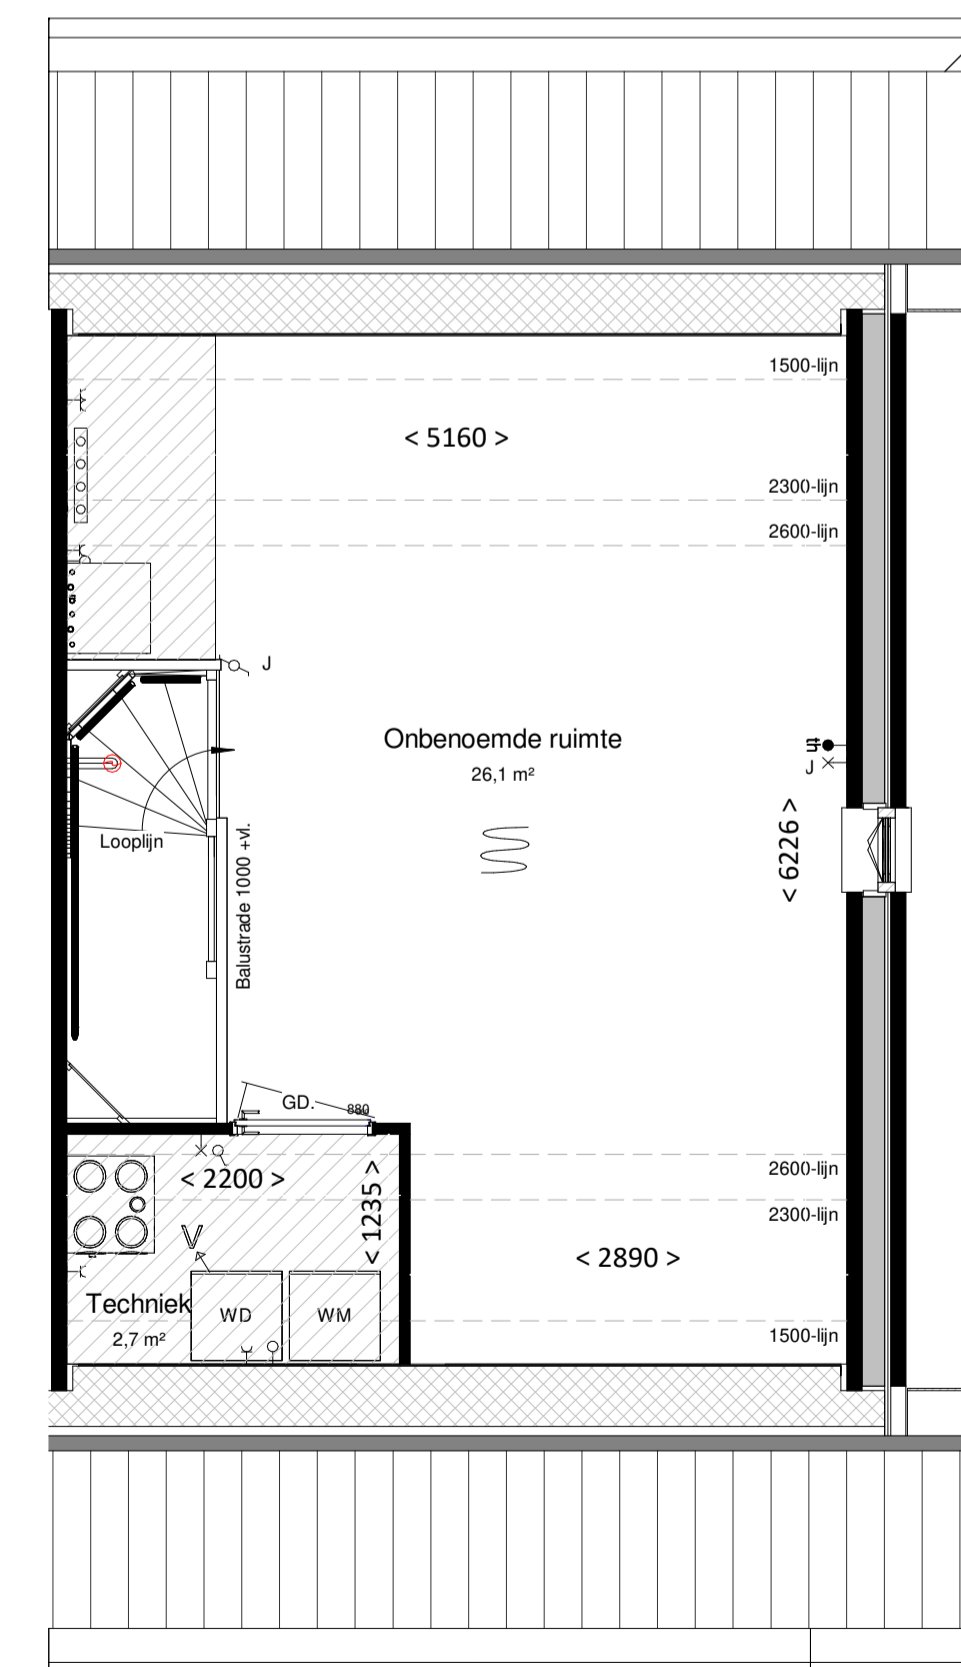 1500-lijn
< 5160 >
2300-lijn
2600-lijn
J
Onbenoemde ruimte
26,1 m²
th
J
< 6226 >
Looplijn
Balustrade 1000 +vl.
GD.
880
2600-lijn
< 2200 >
< 1235 >
2300-lijn
V
< 2890 >
Techniek
WD
WM
2,7 m²
1500-lijn